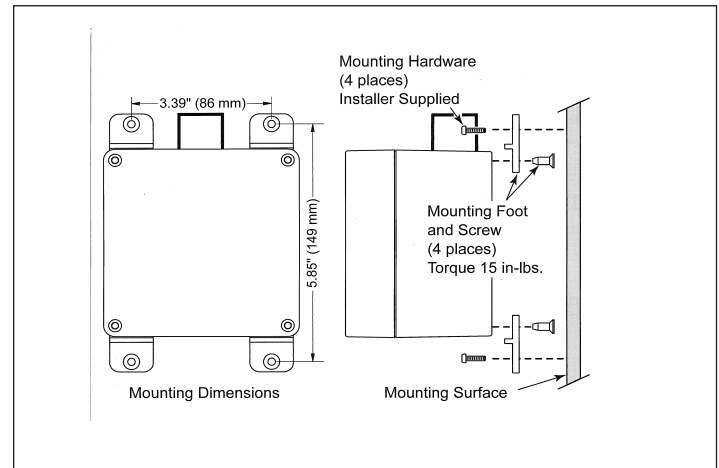 Mounting Hardware
(4 places)
Installer Supplied
3.39" (86 mm)
5.85" (149 mm)
Mounting Foot
and Screw
(4 places)
Torque 15 in-lbs.
Mounting Dimensions
Mounting Surface